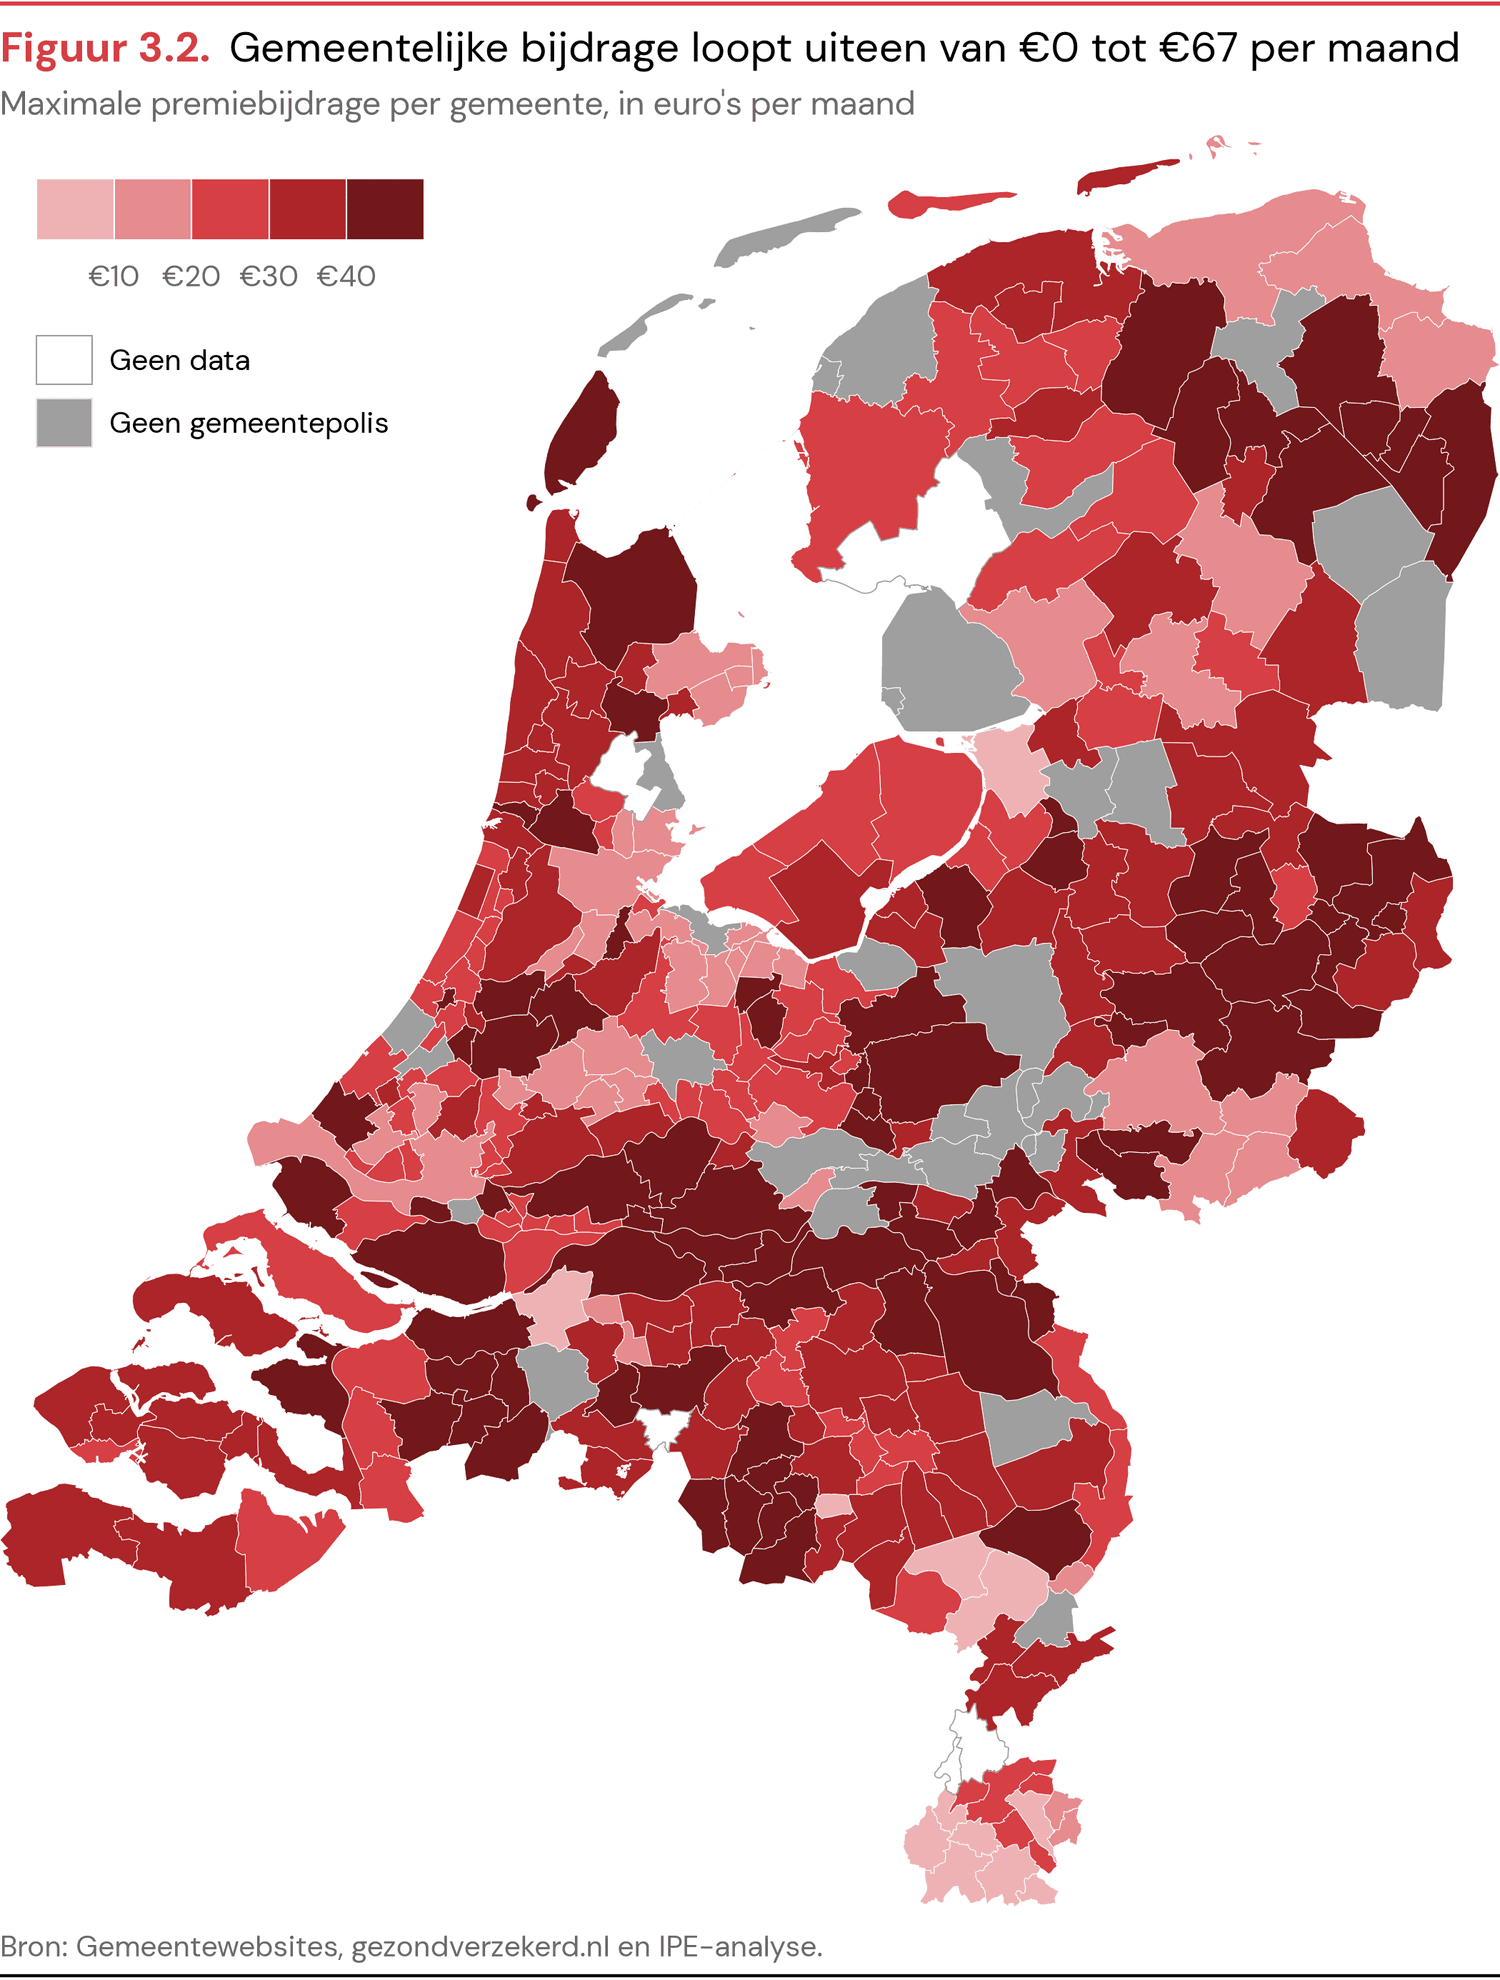 Figuur 3.2. Gemeentelijke bijdrage loopt uiteen van €0 tot €67 per maand
Maximale premiebijdrage per gemeente, in euro's per maand
€10 €20 €30 €40
Geen data
Geen gemeentepolis
Bron: Gemeentewebsites, gezondverzekerd.nl en IPE-analyse.